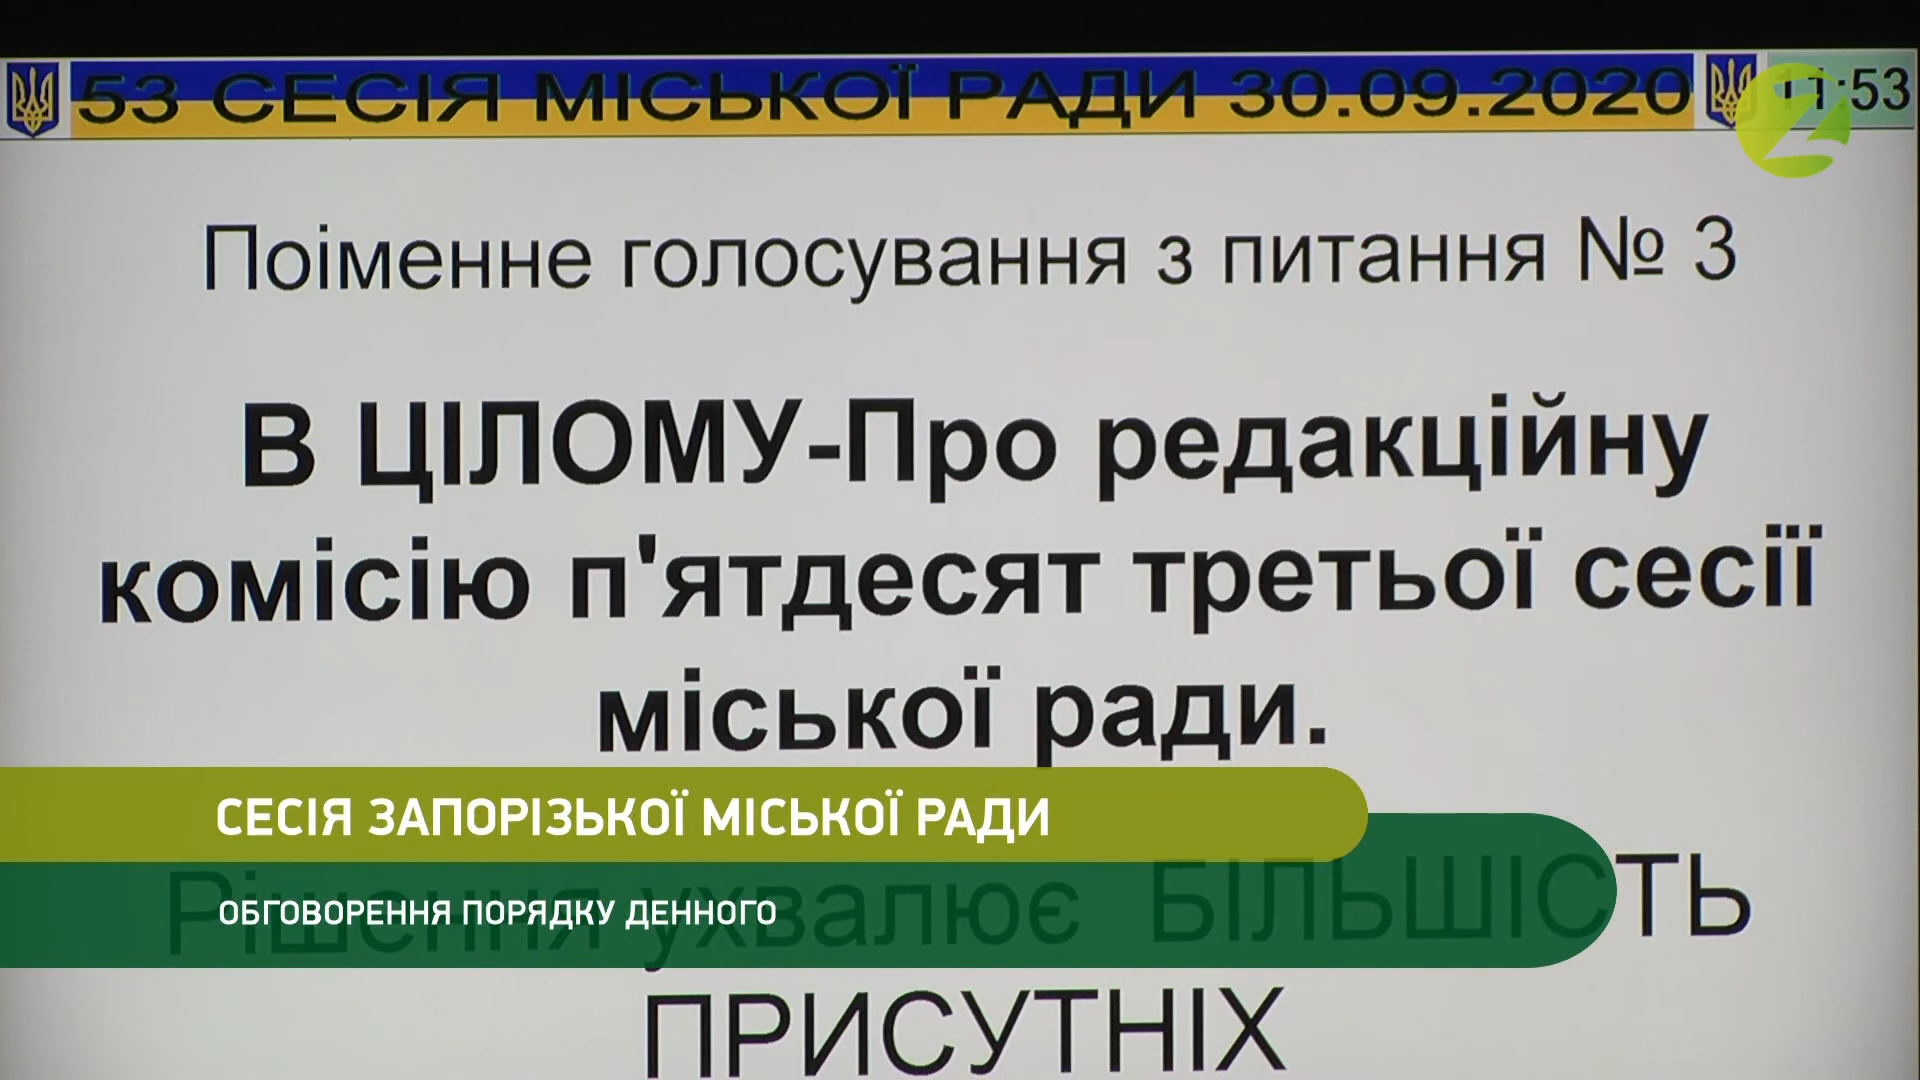 53 СЕСІЯ МІСЬКОЇ РАДИ 30.09.2020 11:53
Поіменне голосування з питання № 3
В ЦІЛОМУ-Про редакційну
комісію п'ятдесят третьої сесії
міської ради.
СЕСІЯ ЗАПОРІЗЬКОЇ МІСЬКОЇ РАДИ
Рішення ухвалює БІЛЬШІСТЬ
ОБГОВОРЕННЯ ПОРЯДКУ ДЕННОГО
ПРИСУТНІХ